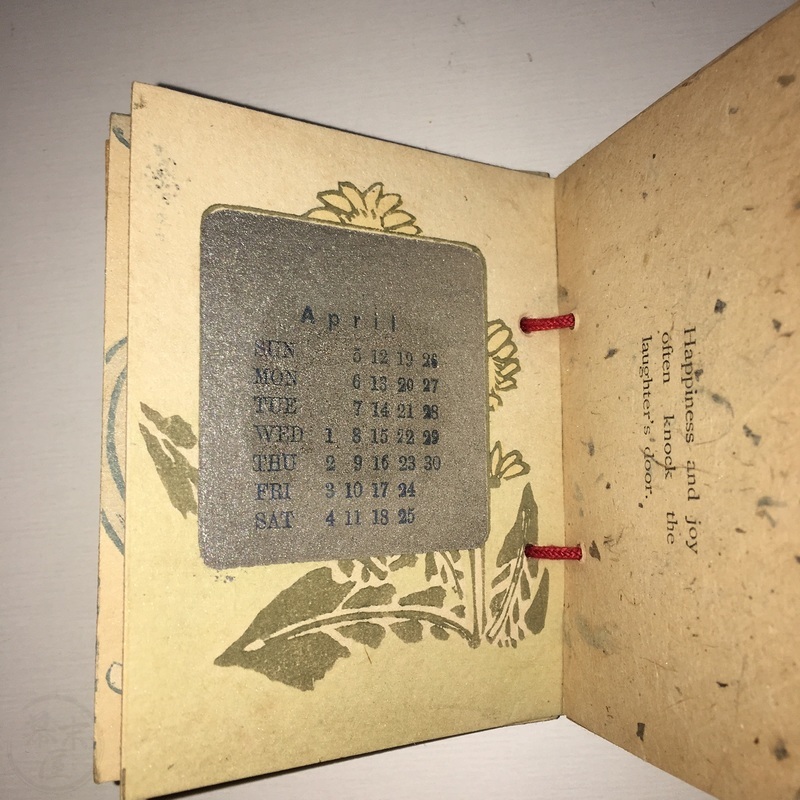 April
SUN 5 12 19 26
MON 6 13 20 27
TUE 7 14 21 28
WED 1 8 15 22 29
THU 2 9 16 23 30
FRI 3 10 17 24
SAT 4 11 18 25
Happiness and joy
often knock the
laughter's door.